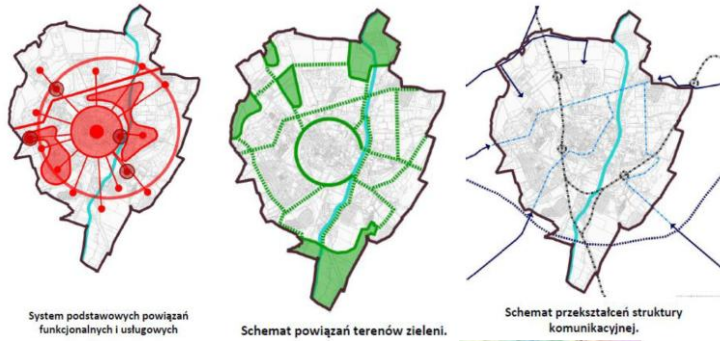 System podstawowych powiązań
funkcjonalnych i usługowych
Schemat powiązań terenów zieleni.
Schemat przekształceń struktury
komunikacyjnej.